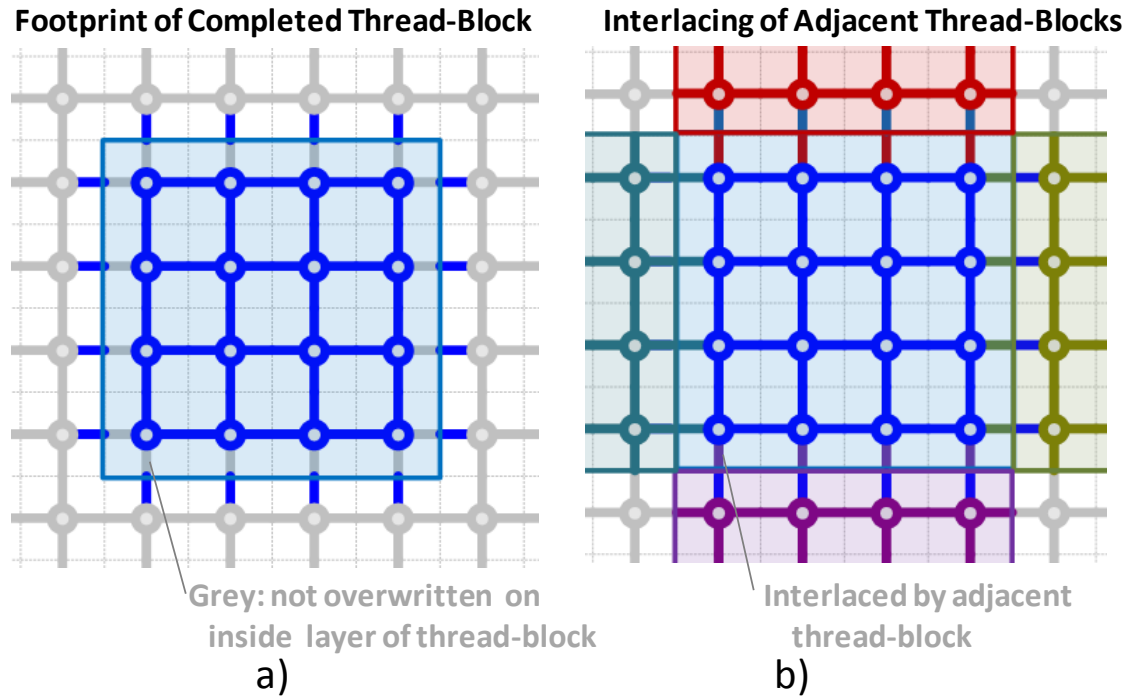 Footprint of Completed Thread-Block
Interlacing of Adjacent Thread-Blocks
Grey: not overwritten on
inside layer of thread-block
Interlaced by adjacent
thread-block
a)
b)